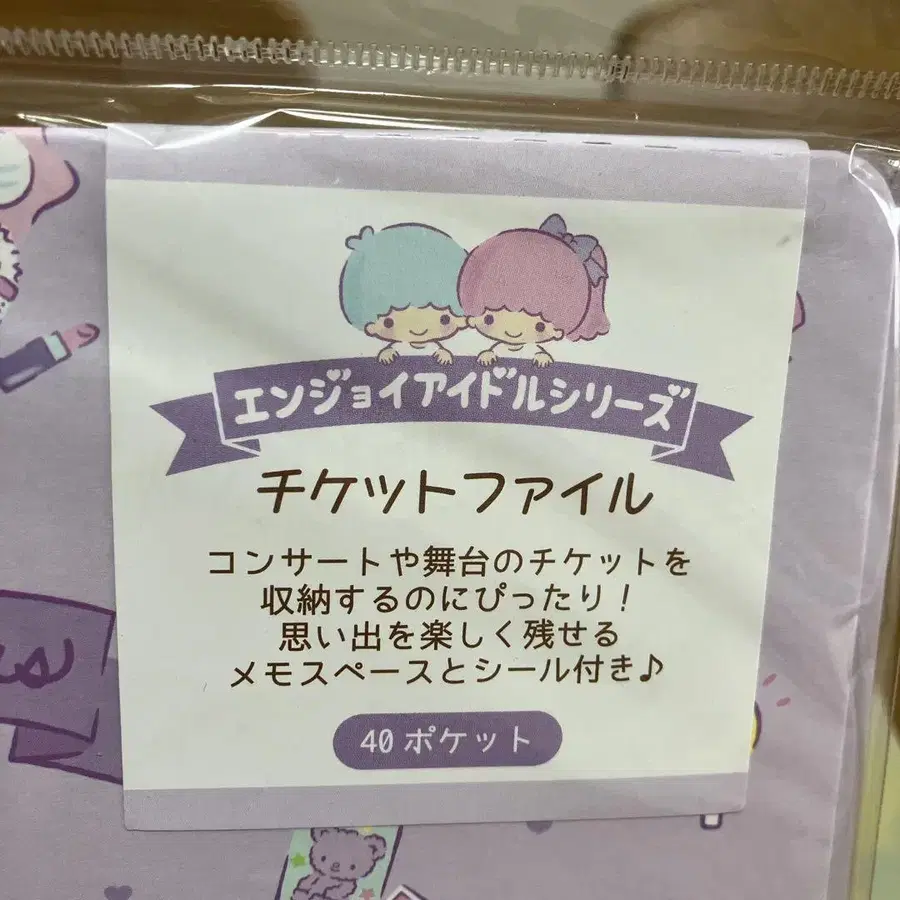 エンジョイアイドルシリーズ
チケットファイル
コンサートや舞台のチケットを
収納するのにぴったり！
思い出を楽しく残せる
メモスペースとシール付き♪
40 ポケット